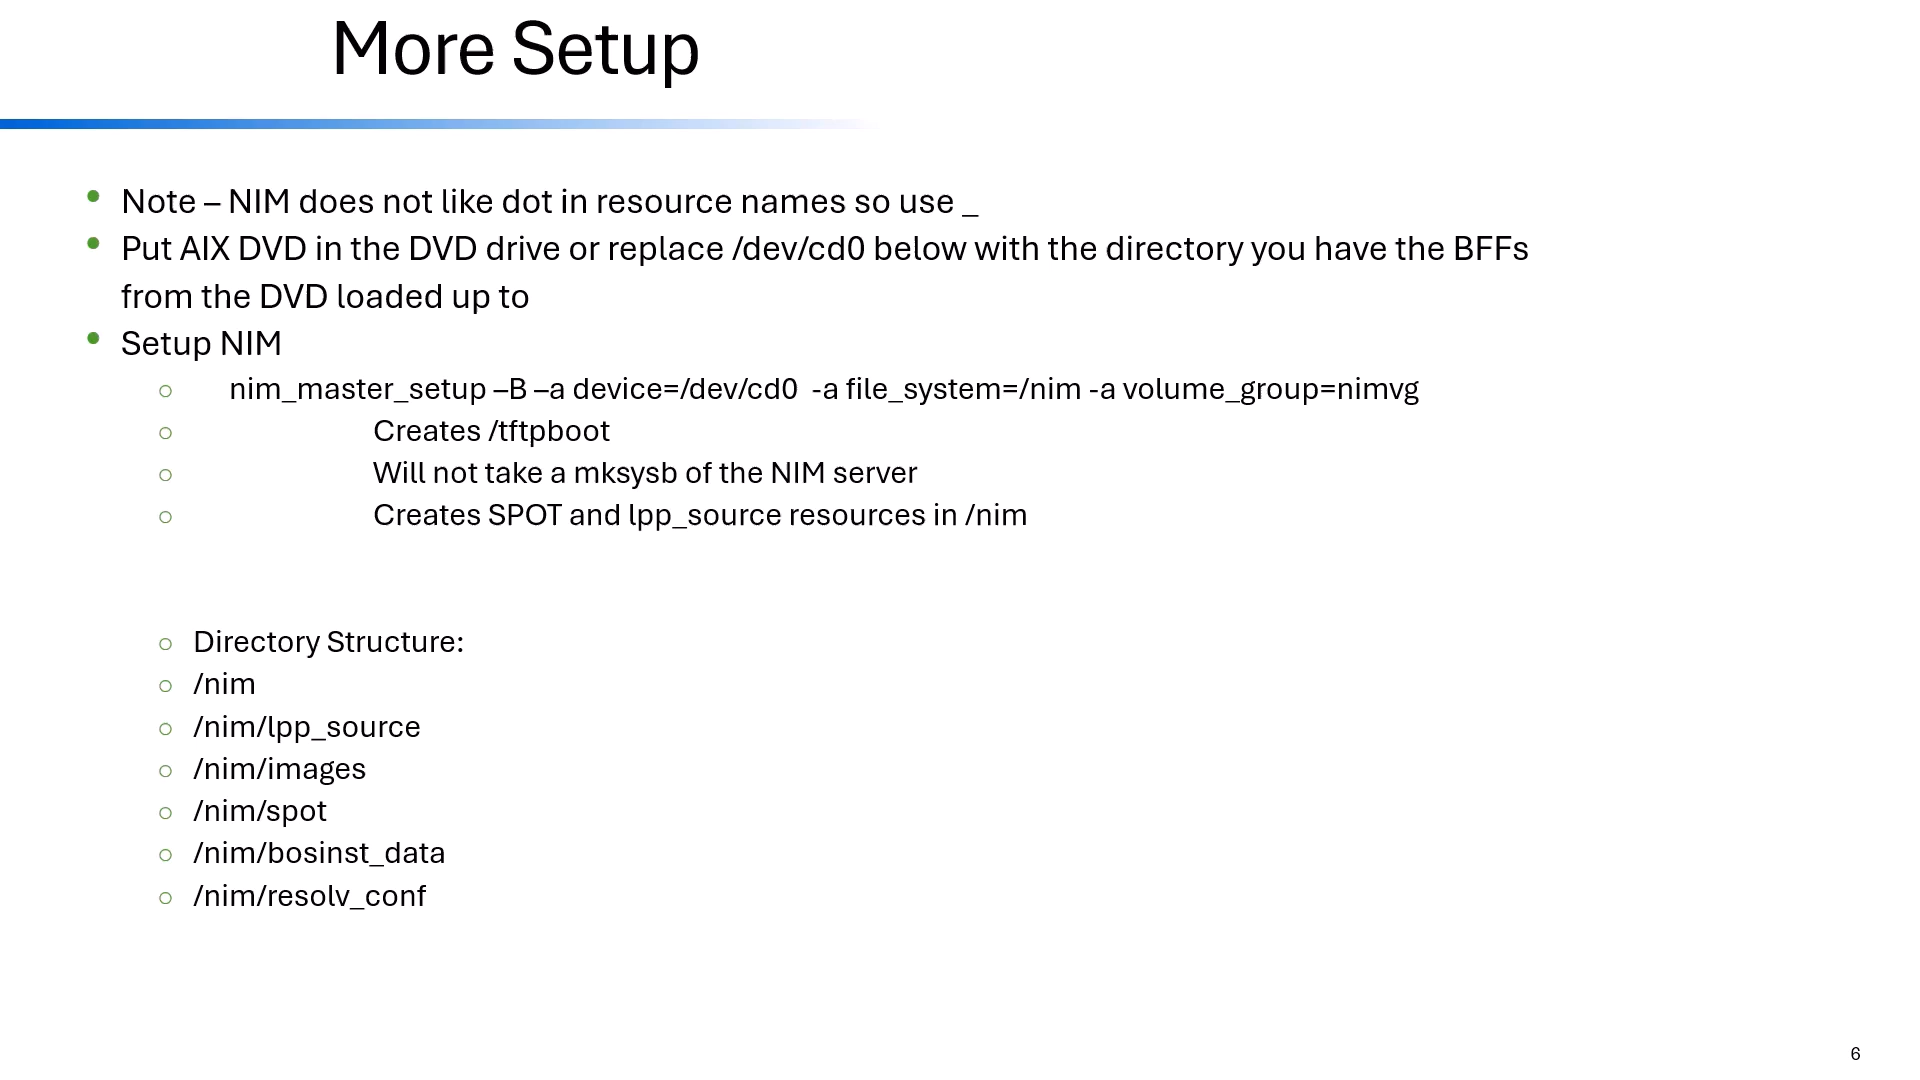 More Setup
• Note – NIM does not like dot in resource names so use _
• Put AIX DVD in the DVD drive or replace /dev/cd0 below with the directory you have the BFFs
from the DVD loaded up to
• Setup NIM
○ nim_master_setup –B –a device=/dev/cd0  -a file_system=/nim -a volume_group=nimvg
○ Creates /tftpboot
○ Will not take a mksysb of the NIM server
○ Creates SPOT and lpp_source resources in /nim
○ Directory Structure:
○ /nim
○ /nim/lpp_source
○ /nim/images
○ /nim/spot
○ /nim/bosinst_data
○ /nim/resolv_conf
6